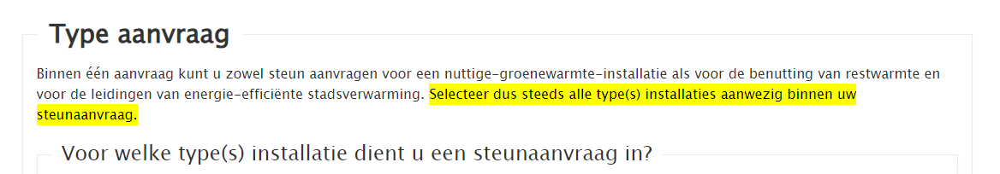 Type aanvraag
Binnen één aanvraag kunt u zowel steun aanvragen voor een nuttige-groenewarmte-installatie als voor de benutting van restwarmte en
voor de leidingen van energie-efficiënte stadsverwarming. Selecteer dus steeds alle type(s) installaties aanwezig binnen uw
steunaanvraag.
Voor welke type(s) installatie dient u een steunaanvraag in?